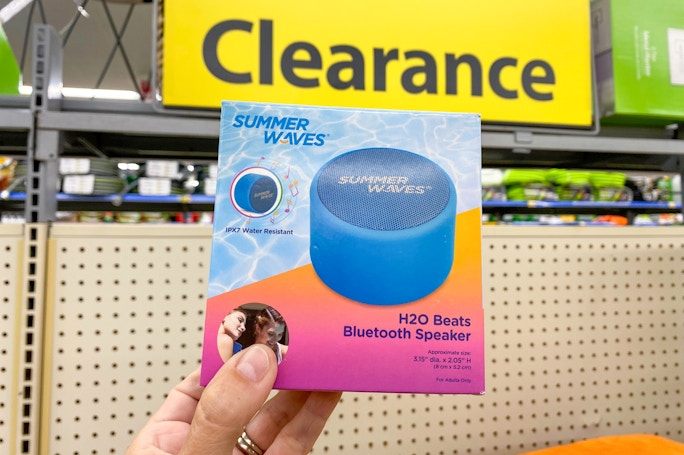 Clearance
SUMMER
WAVES
SUMMER
WAVES
IPX7 Water Resistant
H2O Beats
Bluetooth Speaker
Approximate size:
3.15" dia. x 2.05" H
(8 cm x 5.2 cm)
For Adults Only